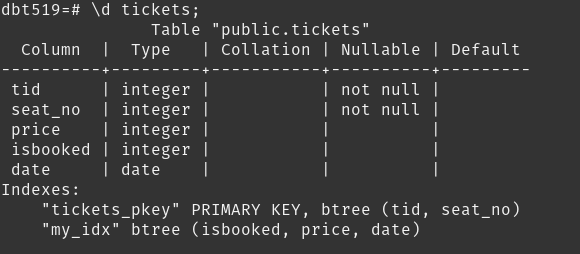 dbt519=# \d tickets;
               Table "public.tickets"
  Column  |  Type   | Collation | Nullable | Default
----------+---------+-----------+----------+---------
 tid      | integer |           | not null |
 seat_no  | integer |           | not null |
 price    | integer |           |          |
 isbooked | integer |           |          |
 date     | date    |           |          |
Indexes:
    "tickets_pkey" PRIMARY KEY, btree (tid, seat_no)
    "my_idx" btree (isbooked, price, date)